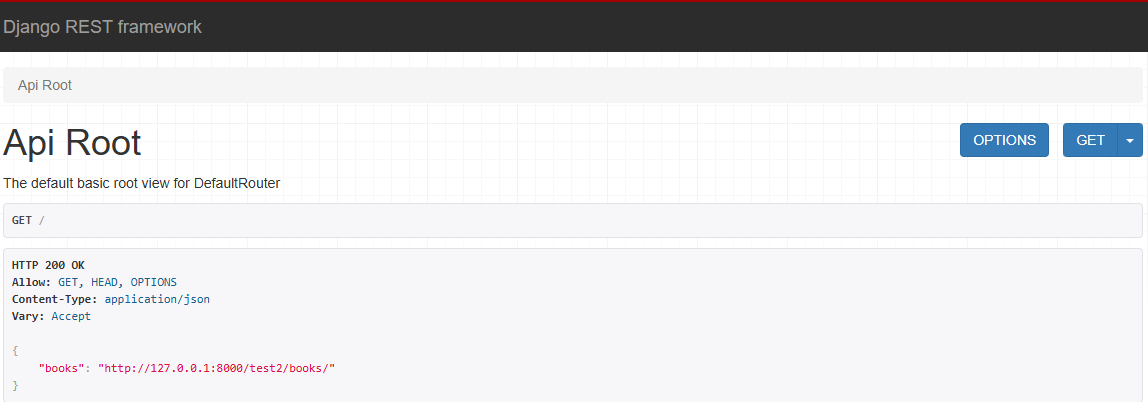 Django REST framework
Api Root
Api Root
OPTIONS
GET
The default basic root view for DefaultRouter
GET /
HTTP 200 OK
Allow: GET, HEAD, OPTIONS
Content-Type: application/json
Vary: Accept
{
    "books": "http://127.0.0.1:8000/test2/books/"
}